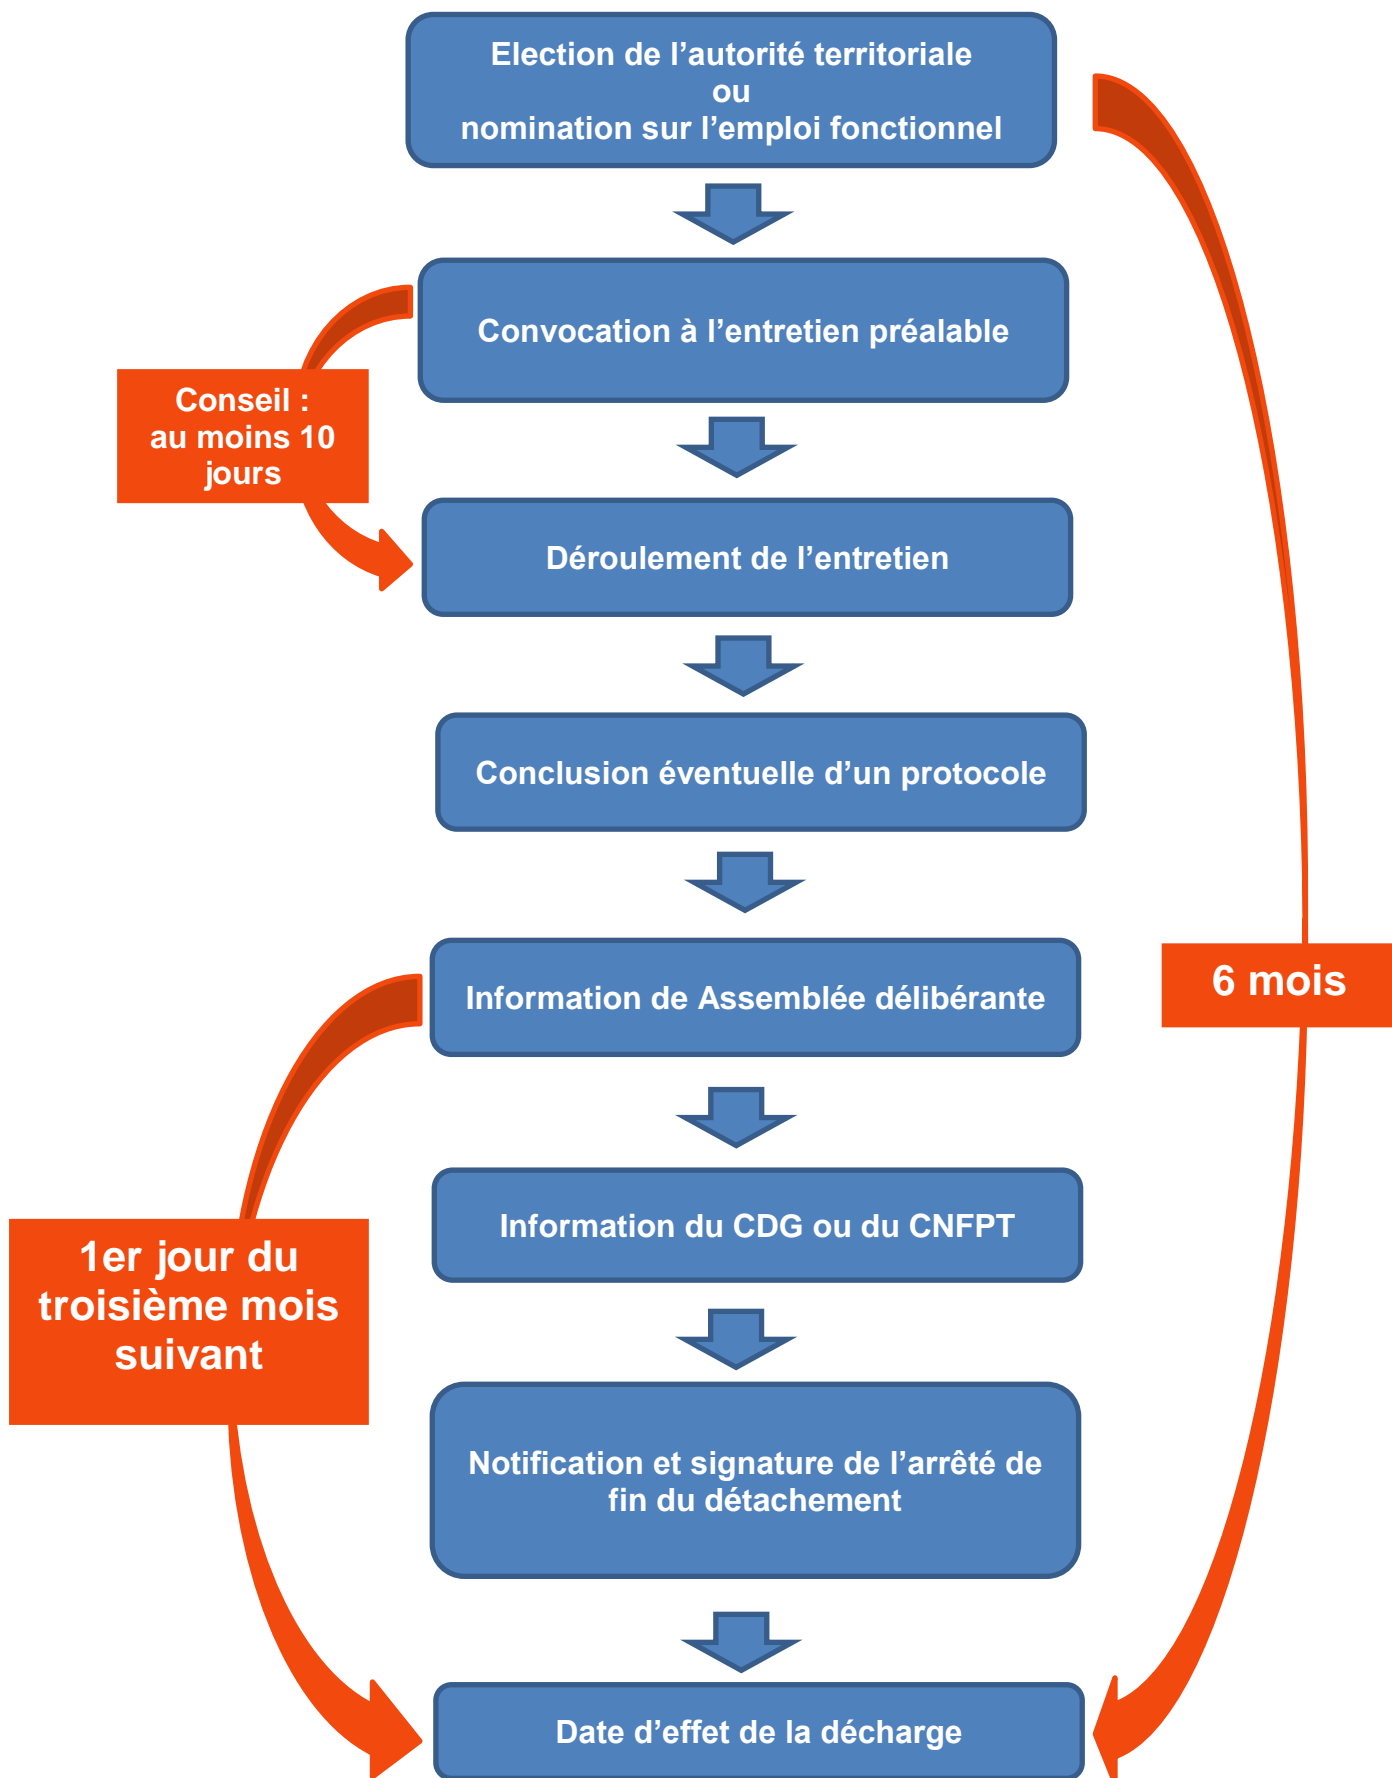 Election de l’autorité territoriale
ou
nomination sur l’emploi fonctionnel
Convocation à l’entretien préalable
Conseil :
au moins 10
jours
Déroulement de l’entretien
Conclusion éventuelle d’un protocole
Information de Assemblée délibérante
6 mois
Information du CDG ou du CNFPT
1er jour du
troisième mois
suivant
Notification et signature de l’arrêté de
fin du détachement
Date d’effet de la décharge